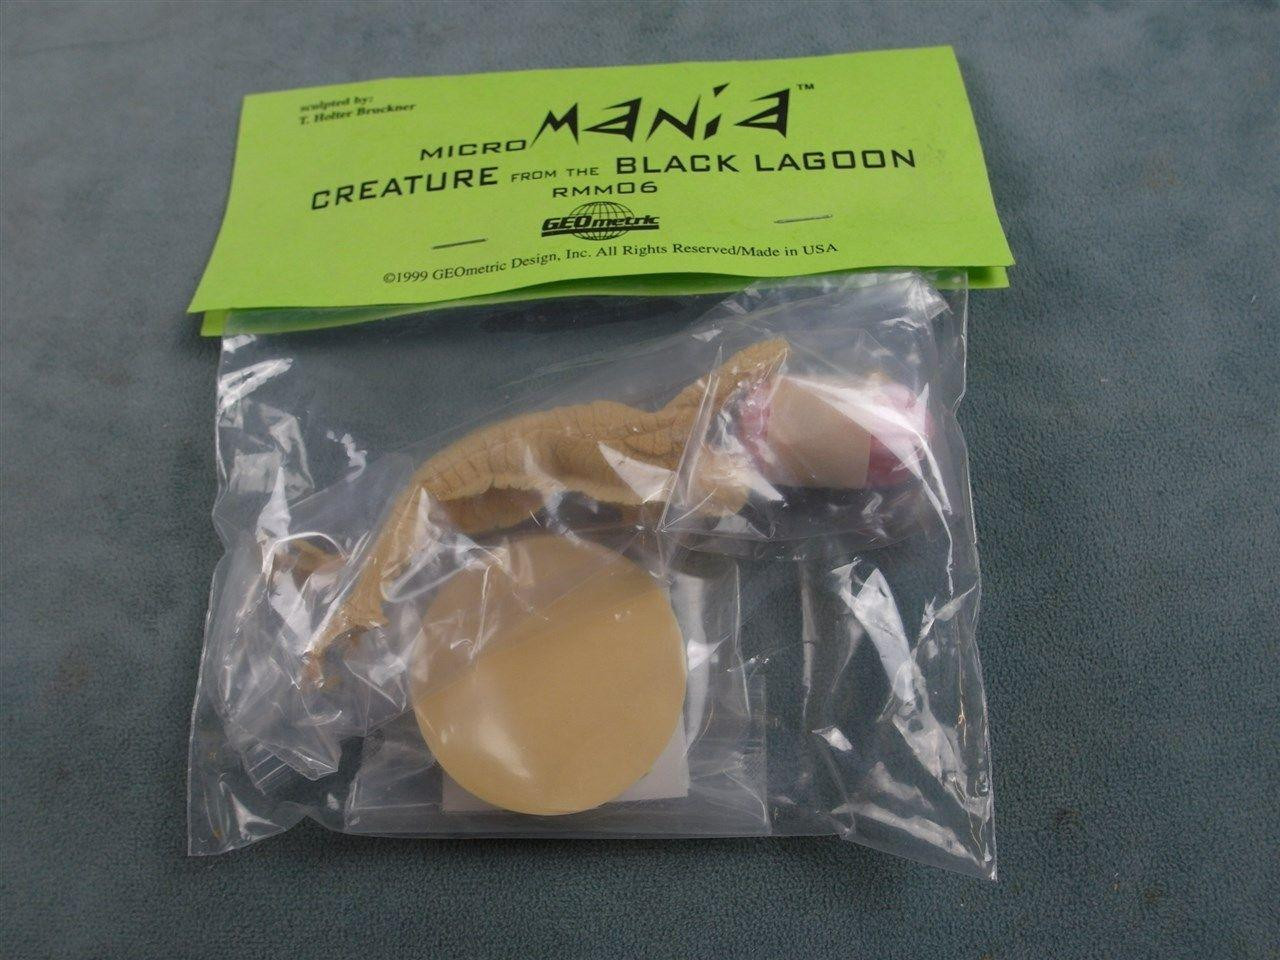 sculpted by:
T. Holter Bruckner
MICRO MANiA™
CREATURE FROM THE BLACK LAGOON
RMM06
GEOmetric
©1999 GEOmetric Design, Inc. All Rights Reserved/Made in USA